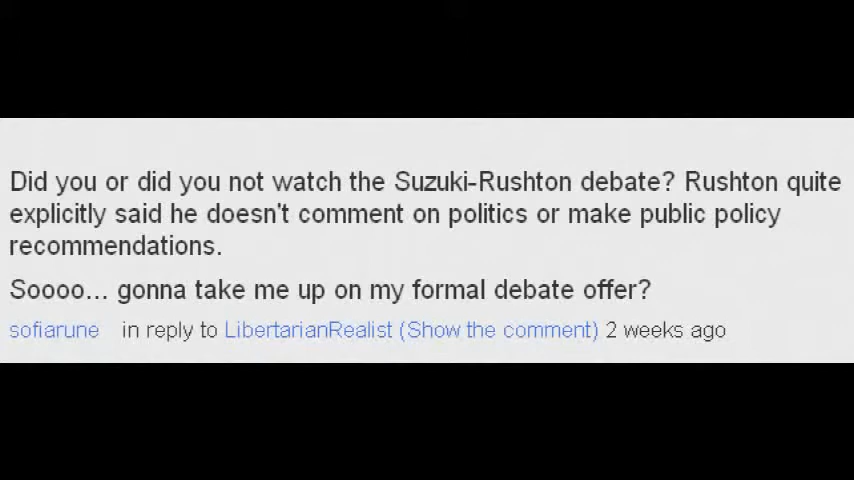 Did you or did you not watch the Suzuki-Rushton debate? Rushton quite
explicitly said he doesn't comment on politics or make public policy
recommendations.
Soooo... gonna take me up on my formal debate offer?
sofiarune in reply to LibertarianRealist (Show the comment) 2 weeks ago